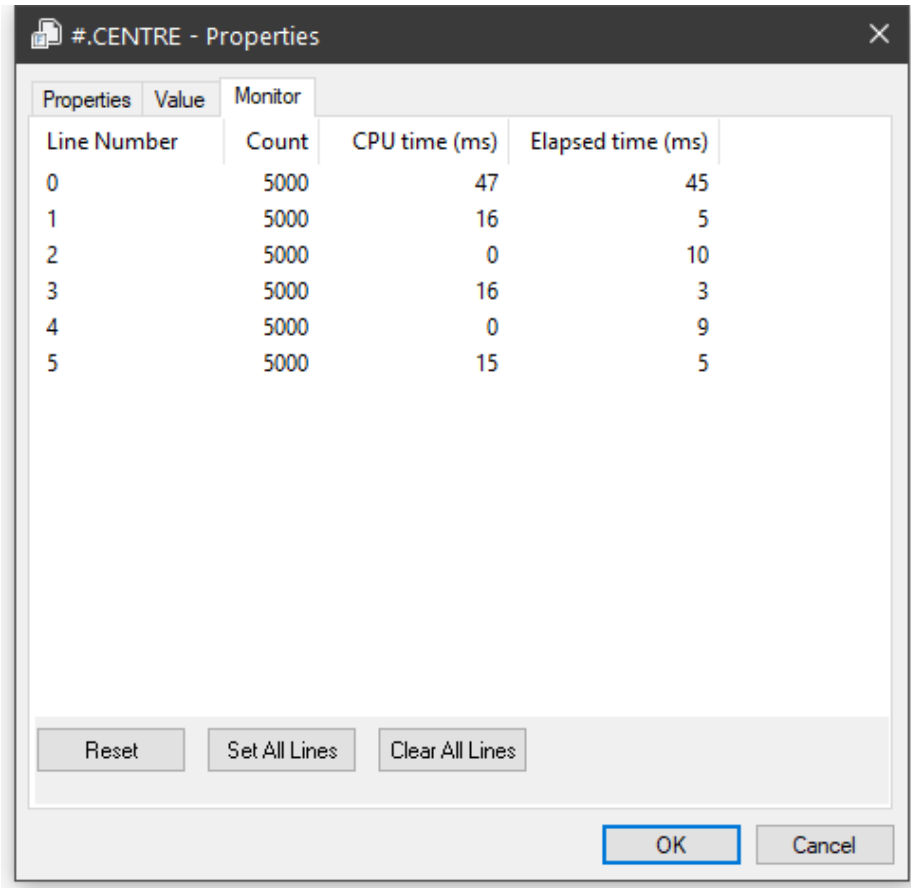 #.CENTRE - Properties
Properties Value Monitor
Line Number Count CPU time (ms) Elapsed time (ms)
0 5000 47 45
1 5000 16 5
2 5000 0 10
3 5000 16 3
4 5000 0 9
5 5000 15 5
Reset Set All Lines Clear All Lines
OK Cancel